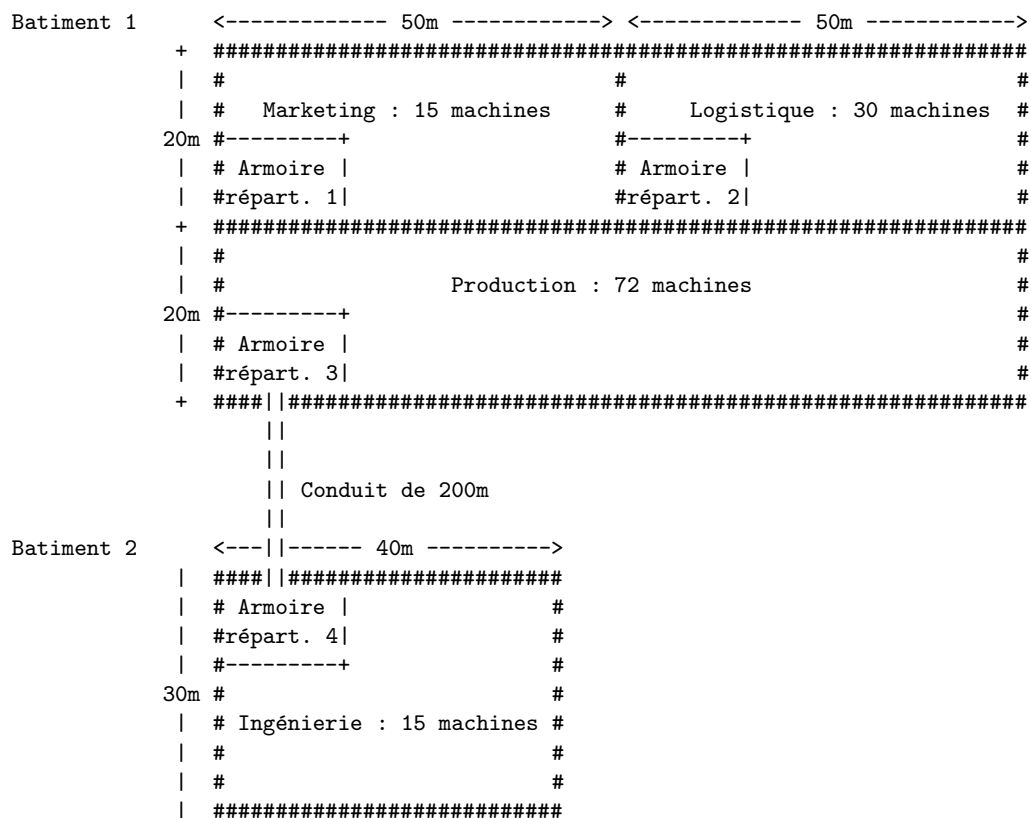 Batiment 1 <------------- 50m ------------> <------------- 50m ------------>
+ #################################################################
| # # #
| # Marketing : 15 machines # Logistique : 30 machines #
20m #---------+ #---------+ #
| # Armoire | # Armoire | #
| #répart. 1| #répart. 2| #
+ #################################################################
| # #
| # Production : 72 machines #
20m #---------+ #
| # Armoire | #
| #répart. 3| #
+ ####||###########################################################
||
||
|| Conduit de 200m
||
Batiment 2 <---||------ 40m ---------->
| ####||######################
| # Armoire | #
| #répart. 4| #
| #---------+ #
30m # #
| # Ingénierie : 15 machines #
| # #
| # #
| ############################